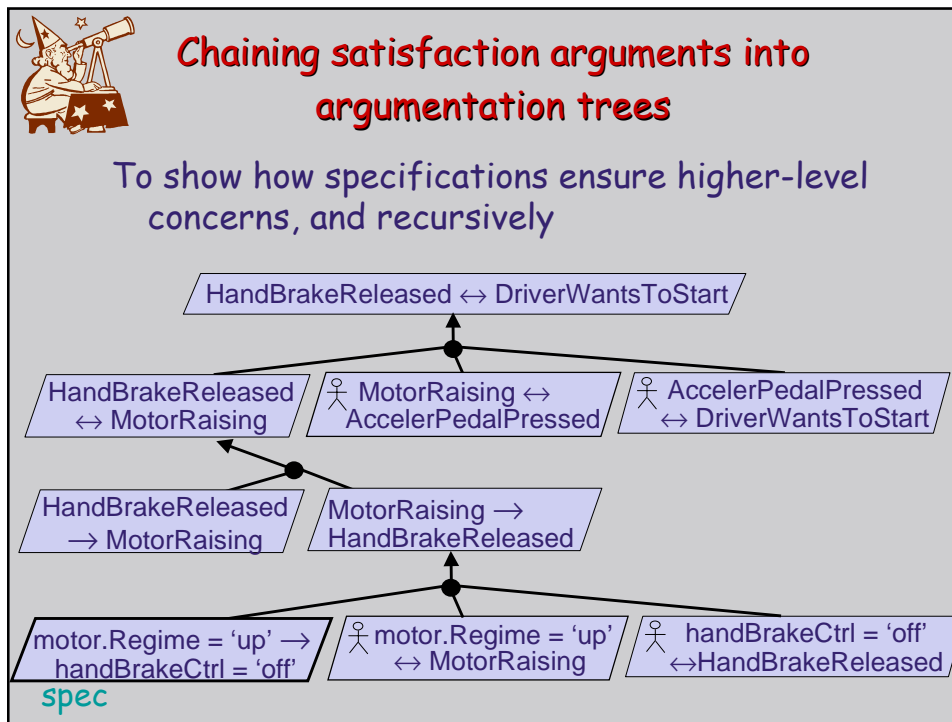 Chaining satisfaction arguments into
argumentation trees
To show how specifications ensure higher-level
concerns, and recursively
HandBrakeReleased ↔ DriverWantsToStart
HandBrakeReleased
↔ MotorRaising
MotorRaising ↔
AccelerPedalPressed
AccelerPedalPressed
↔ DriverWantsToStart
HandBrakeReleased
→ MotorRaising
MotorRaising →
HandBrakeReleased
motor.Regime = ‘up’ →
handBrakeCtrl = ‘off’
motor.Regime = ‘up’
↔ MotorRaising
handBrakeCtrl = ‘off’
↔HandBrakeReleased
spec